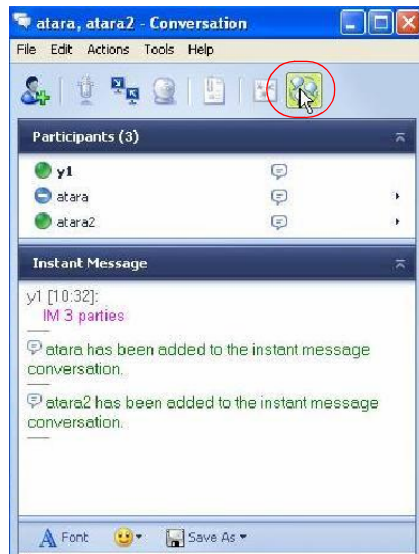 atara, atara2 - Conversation
File Edit Actions Tools Help
Participants (3)
y1
atara
atara2
Instant Message
y1 [10:32]:
IM 3 parties
atara has been added to the instant message
conversation.
atara2 has been added to the instant message
conversation.
A Font Save As